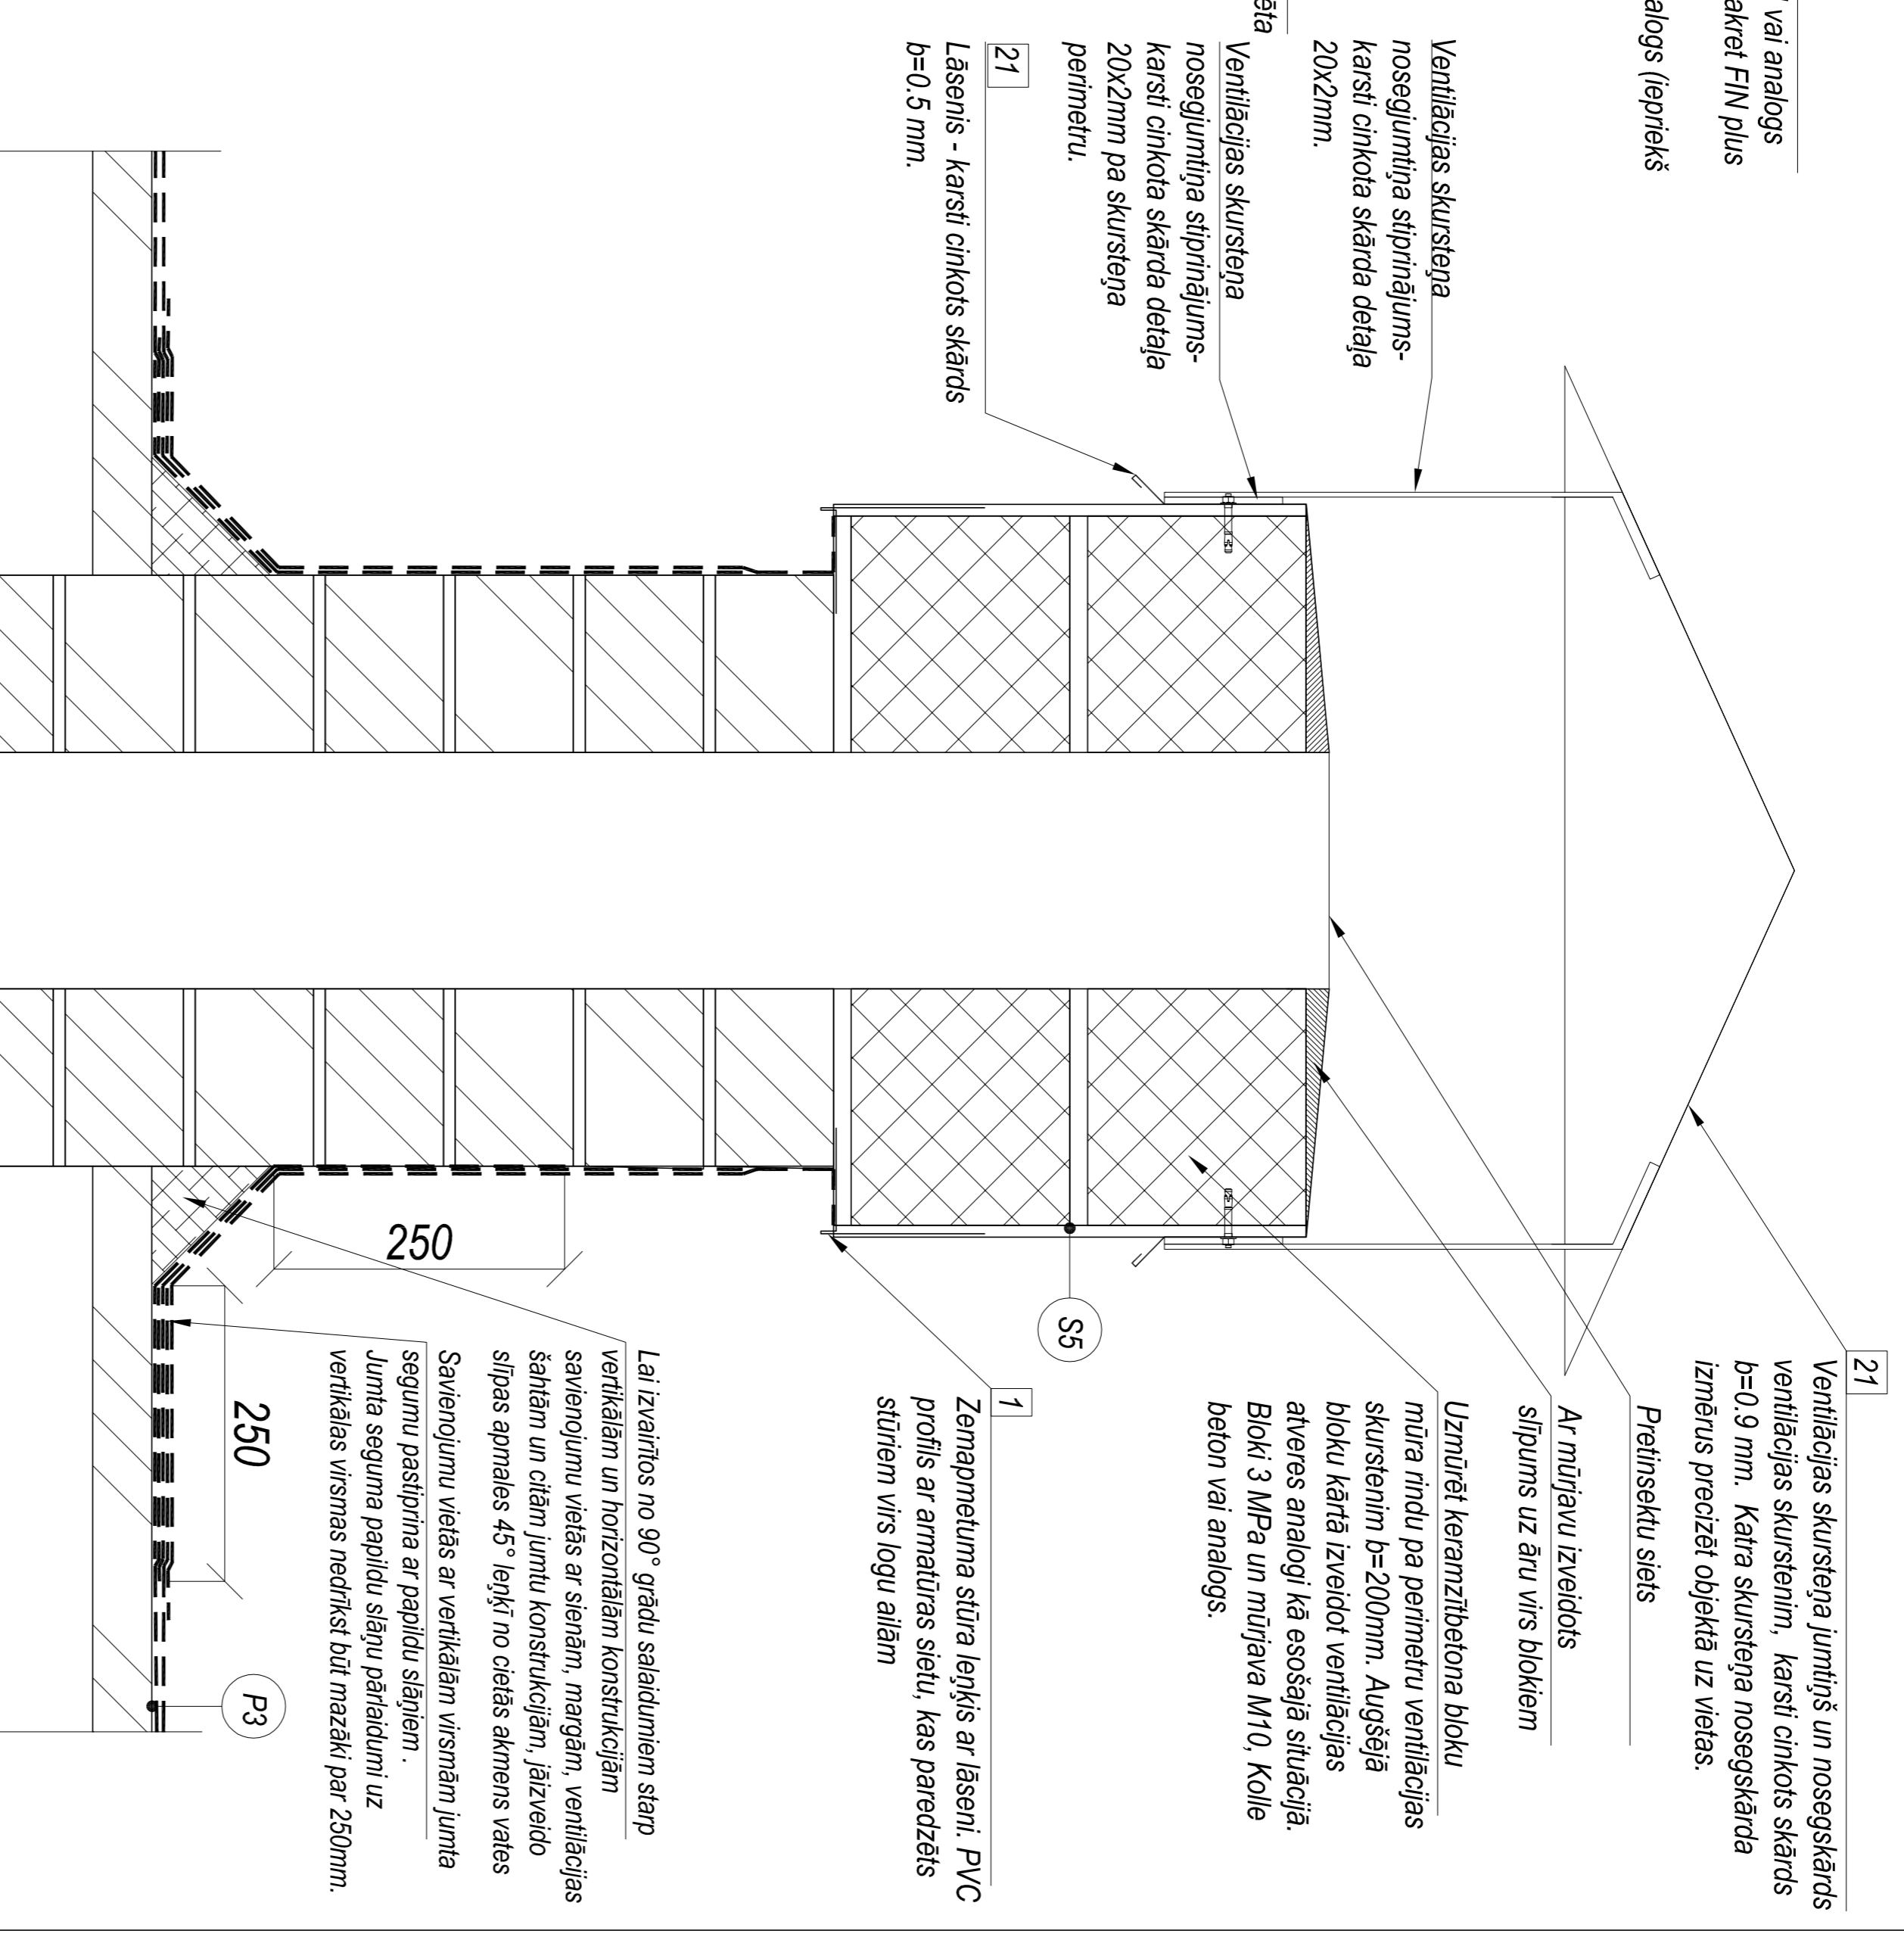 / vai analogs
akret FIN plus
alogs (iepriekš
ēta
Ventilācijas skursteņa
nosegjumtiņa stiprinājums-
karsti cinkota skārda detaļa
20x2mm.
Ventilācijas skursteņa
nosegjumtiņa stiprinājums-
karsti cinkota skārda detaļa
20x2mm pa skursteņa
perimetru.
21
Lāsenis - karsti cinkots skārds
b=0.5 mm.
21
Ventilācijas skursteņa jumtiņš un nosegskārds
ventilācijas skurstenim, karsti cinkots skārds
b=0.9 mm. Katra skursteņa nosegskārda
izmērus precizēt objektā uz vietas.
Pretinsektu siets
Ar mūrjavu izveidots
slīpums uz āru virs blokiem
Uzmūrēt keramzītbetona bloku
mūra rindu pa perimetru ventilācijas
skurstenim b=200mm. Augšējā
bloku kārtā izveidot ventilācijas
atveres analogi kā esošajā situācijā.
Bloki 3 MPa un mūrjava M10, Kolle
beton vai analogs.
S5
1
Zemapmetuma stūra leņķis ar lāseni. PVC
profils ar armatūras sietu, kas paredzēts
stūriem virs logu ailām
Lai izvairītos no 90° grādu salaidumiem starp
vertikālām un horizontālām konstrukcijām
savienojumu vietās ar sienām, margām, ventilācijas
šahtām un citām jumtu konstrukcijām, jāizveido
slīpas apmales 45° leņķī no cietās akmens vates
Savienojumu vietās ar vertikālām virsmām jumta
segumu pastiprina ar papildu slāņiem .
Jumta seguma papildu slāņu pārlaidumi uz
vertikālas virsmas nedrīkst būt mazāki par 250mm.
250
250
P3